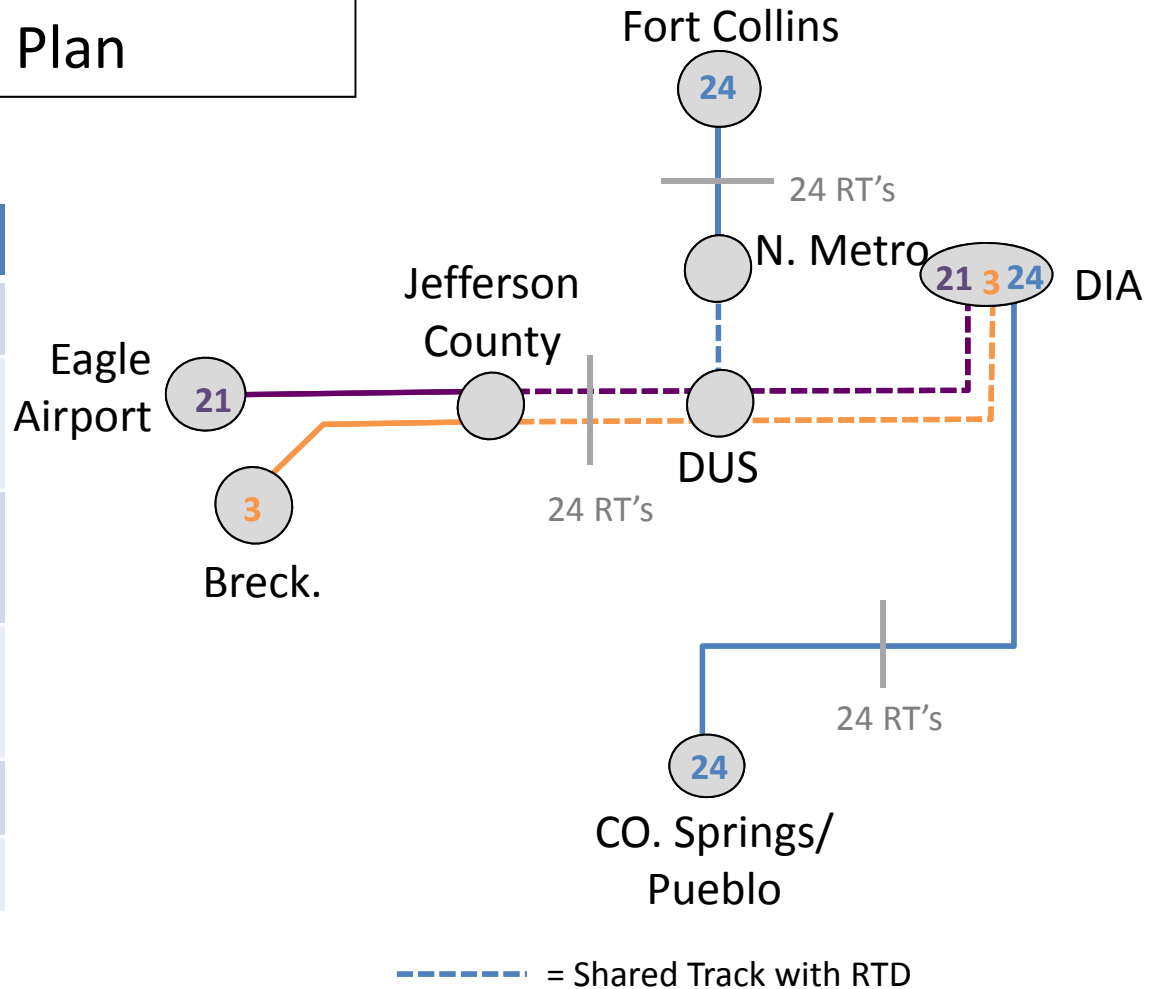 Plan
Fort Collins
24
24 RT’s
N. Metro
21 3 24
DIA
Jefferson
County
Eagle
Airport
21
DUS
24 RT’s
3
Breck.
24 RT’s
24
CO. Springs/
Pueblo
= Shared Track with RTD